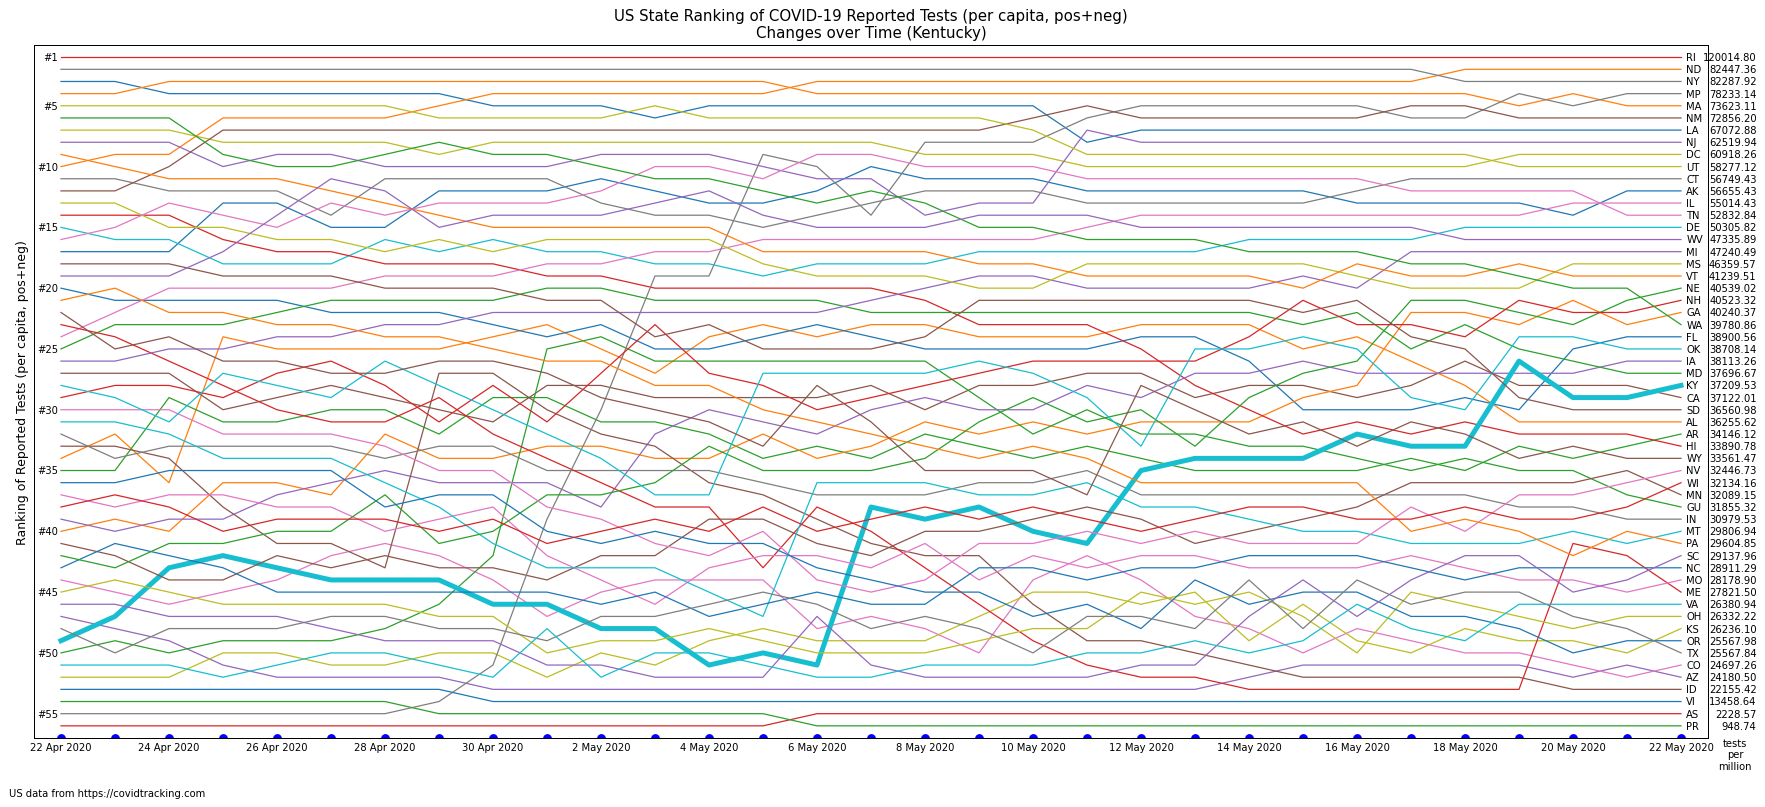 US State Ranking of COVID-19 Reported Tests (per capita, pos+neg)
Changes over Time (Kentucky)
Ranking of Reported Tests (per capita, pos+neg)
#1
#5
#10
#15
#20
#25
#30
#35
#40
#45
#50
#55
RI 120014.80
ND 82447.36
NY 82287.92
MP 78233.14
MA 73623.11
NM 72856.20
LA 67072.88
NJ 62519.94
DC 60918.26
UT 58277.12
CT 56749.43
AK 56655.43
IL 55014.43
TN 52832.84
DE 50305.82
WV 47335.89
MI 47240.49
MS 46359.57
VT 41239.51
NE 40539.02
NH 40523.32
GA 40240.37
WA 39780.86
FL 38900.56
OK 38708.14
IA 38113.26
MD 37696.67
KY 37209.53
CA 37122.01
SD 36560.98
AL 36255.62
AR 34146.12
HI 33890.78
WY 33561.47
NV 32446.73
WI 32134.16
MN 32089.15
GU 31855.32
IN 30979.53
MT 29806.94
PA 29604.85
SC 29137.96
NC 28911.29
MO 28178.90
ME 27821.50
VA 26380.94
OH 26332.22
KS 26236.10
OR 25567.98
TX 25567.84
CO 24697.26
AZ 24180.50
ID 22155.42
VI 13458.64
AS 2228.57
PR 948.74
22 Apr 2020
24 Apr 2020
26 Apr 2020
28 Apr 2020
30 Apr 2020
2 May 2020
4 May 2020
6 May 2020
8 May 2020
10 May 2020
12 May 2020
14 May 2020
16 May 2020
18 May 2020
20 May 2020
22 May 2020
tests
per
million
US data from https://covidtracking.com